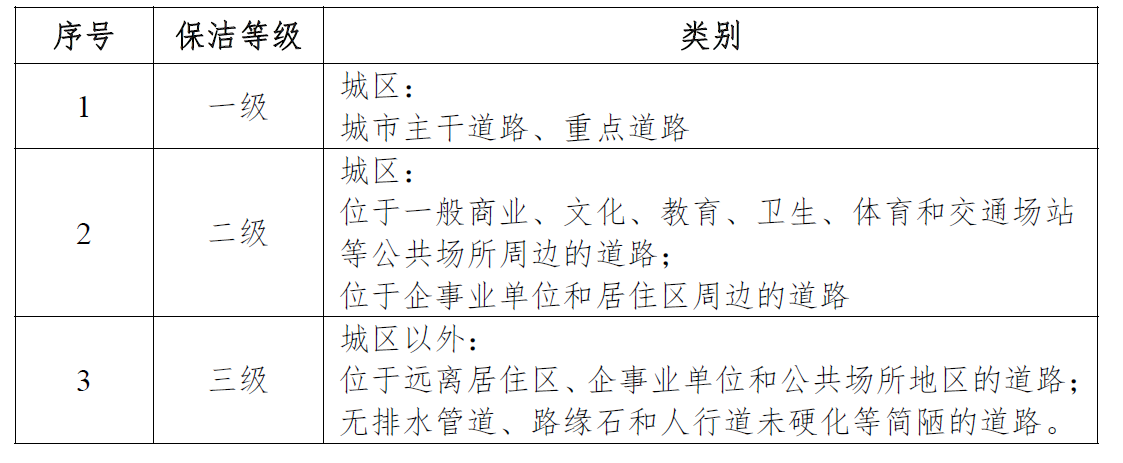 序号 保洁等级 类别
1 一级 城区：
城市主干道路、重点道路
2 二级 城区：
位于一般商业、文化、教育、卫生、体育和交通场站
等公共场所周边的道路；
位于企事业单位和居住区周边的道路
3 三级 城区以外：
位于远离居住区、企事业单位和公共场所地区的道路；
无排水管道、路缘石和人行道未硬化等简陋的道路。